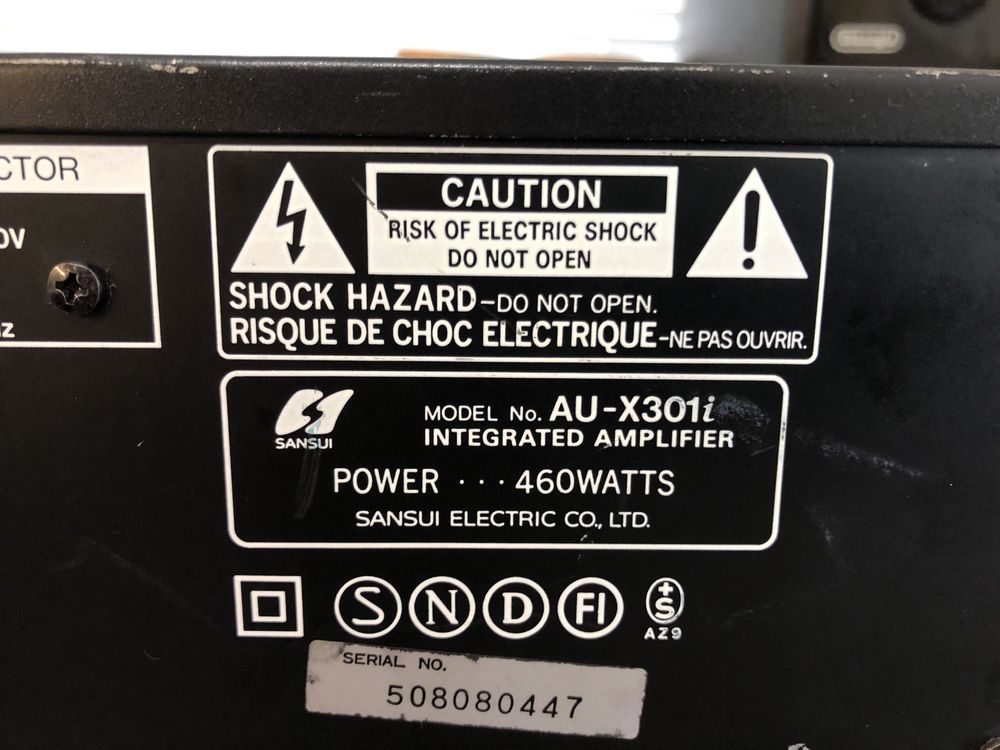 CTOR
0V
z
CAUTION
RISK OF ELECTRIC SHOCK
DO NOT OPEN
SHOCK HAZARD–DO NOT OPEN.
RISQUE DE CHOC ELECTRIQUE–NE PAS OUVRIR.
SANSUI
MODEL No. AU-X301i
INTEGRATED AMPLIFIER
POWER ··· 460WATTS
SANSUI ELECTRIC CO., LTD.
S N D FI +S
AZ9
SERIAL NO.
508080447